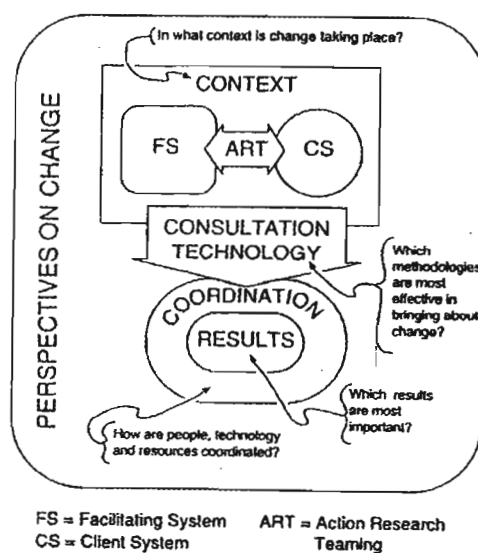 In what context is change taking place?
PERSPECTIVES ON CHANGE
CONTEXT
FS
ART
CS
CONSULTATION
TECHNOLOGY
Which
methodologies
are most
effective in
bringing about
change?
COORDINATION
RESULTS
Which results
are most
important?
How are people, technology
and resources coordinated?
FS = Facilitating System
ART = Action Research
Teaming
CS = Client System